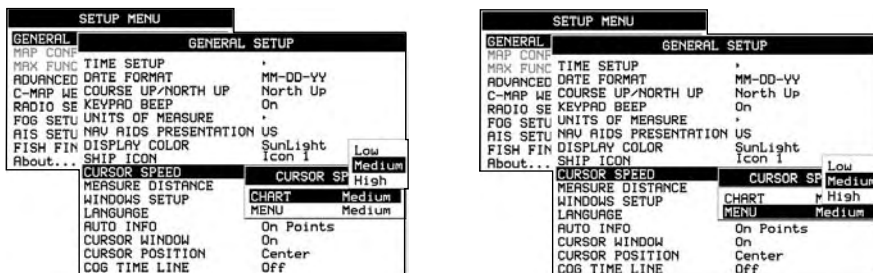 SETUP MENU
GENERAL
GENERAL SETUP
MAP CONF
MAX FUNC
ADVANCED
C-MAP WE
RADIO SE
FOG SETU
AIS SETU
FISH FIN
About...
TIME SETUP
DATE FORMAT MM-DD-YY
COURSE UP/NORTH UP North Up
KEYPAD BEEP On
UNITS OF MEASURE
NAV AIDS PRESENTATION US
DISPLAY COLOR SunLight
SHIP ICON Icon 1
CURSOR SPEED
MEASURE DISTANCE
WINDOWS SETUP
LANGUAGE
AUTO INFO On Points
CURSOR WINDOW On
CURSOR POSITION Center
COG TIME LINE Off
CURSOR SP
CHART Medium
MENU Medium
Low
Medium
High
SETUP MENU
GENERAL
GENERAL SETUP
MAP CONF
MAX FUNC
ADVANCED
C-MAP WE
RADIO SE
FOG SETU
AIS SETU
FISH FIN
About...
TIME SETUP
DATE FORMAT MM-DD-YY
COURSE UP/NORTH UP North Up
KEYPAD BEEP On
UNITS OF MEASURE
NAV AIDS PRESENTATION US
DISPLAY COLOR SunLight
SHIP ICON Icon 1
CURSOR SPEED
MEASURE DISTANCE
WINDOWS SETUP
LANGUAGE
AUTO INFO On Points
CURSOR WINDOW On
CURSOR POSITION Center
COG TIME LINE Off
CURSOR SP
CHART M
MENU Medium
Low
Medium
High